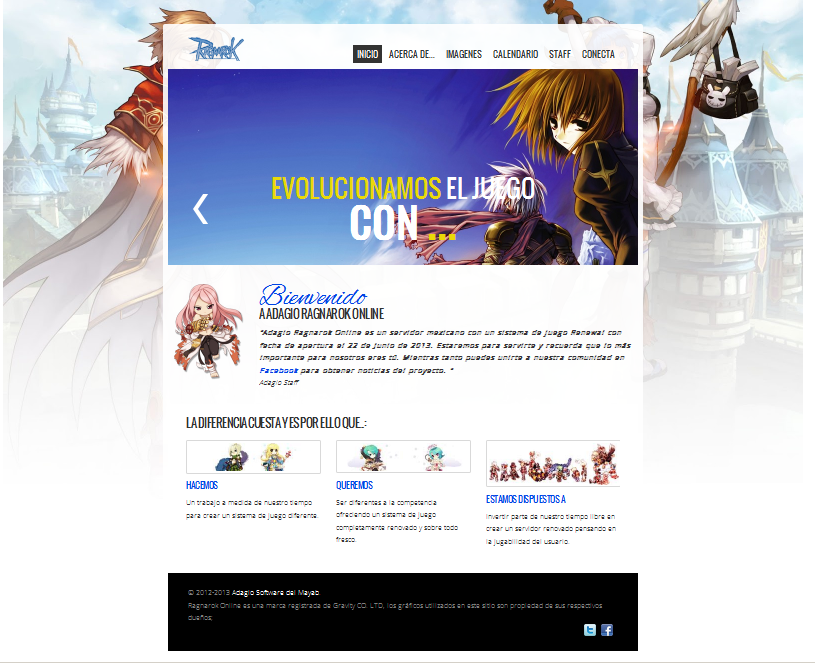 Ragnarok
INICIO ACERCA DE... IMAGENES CALENDARIO STAFF CONECTA
EVOLUCIONAMOS EL JUEGO
CON ...
Bienvenido
A ADAGIO RAGNAROK ONLINE
"Adagio Ragnarok Online es un servidor mexicano con un sistema de juego Renewal con
fecha de apertura el 22 de junio de 2013. Estaremos para servirte y recuerda que lo más
importante para nosotros eres tú. Mientras tanto puedes unirte a nuestra comunidad en
Facebook para obtener noticias del proyecto. "
Adagio Staff
LA DIFERENCIA CUESTA Y ES POR ELLO QUE...:
HACEMOS
Un trabajo a medida de nuestro tiempo
para crear un sistema de juego diferente.
QUEREMOS
Ser diferentes a la competencia
ofreciendo un sistema de juego
completamente renovado y sobre todo
fresco.
ESTAMOS DISPUESTOS A
Invertir parte de nuestro tiempo libre en
crear un servidor renovado pensando en
la jugabilidad del usuario.
© 2012-2013 Adagio Software del Mayab.
Ragnarok Online es una marca registrada de Gravity CO. LTD, los gráficos utilizados en este sitio son propiedad de sus respectivos
dueños;